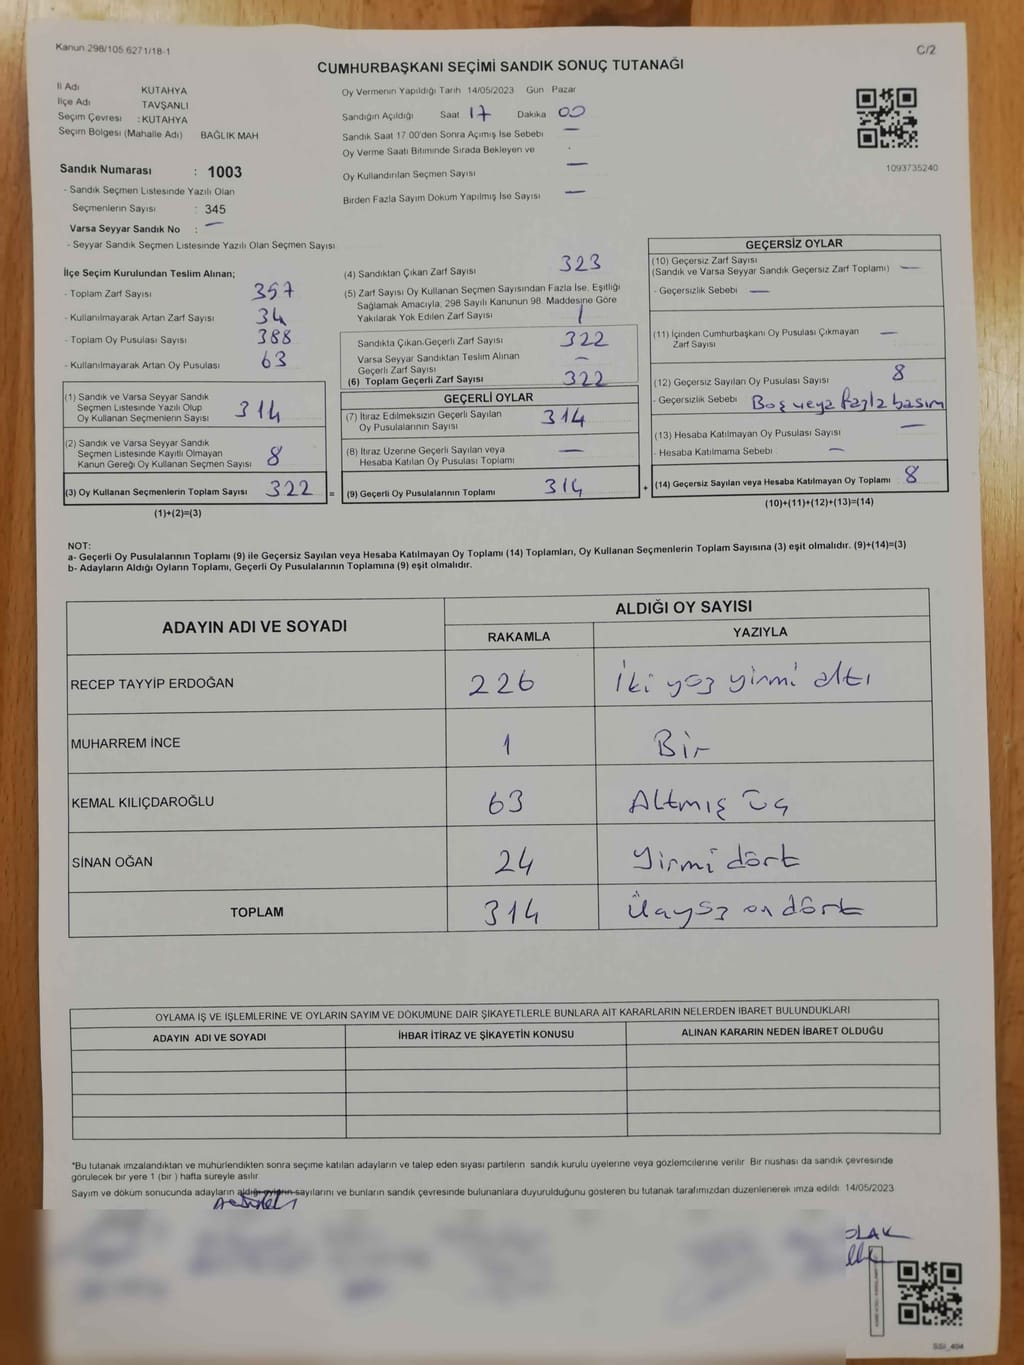 Kanun 298/105 6271/18-1
C/2
CUMHURBAŞKANI SEÇİMİ SANDIK SONUÇ TUTANAĞI
İl Adı KUTAHYA
İlçe Adı TAVŞANLI
Seçim Çevresi : KUTAHYA
Seçim Bölgesi (Mahalle Adı) BAĞLIK MAH
Oy Vermenin Yapıldığı Tarih 14/05/2023 Gün Pazar
Sandığın Açıldığı Saat 17 Dakika 00
Sandık Saat 17 00'den Sonra Açımış İse Sebebi —
Oy Verme Saati Bitiminde Sırada Bekleyen ve
Oy Kullandırılan Seçmen Sayısı —
Birden Fazla Sayım Dokum Yapılmış İse Sayısı —
1093735240
Sandık Numarası : 1003
- Sandık Seçmen Listesinde Yazılı Olan
Seçmenlerin Sayısı : 345
Varsa Seyyar Sandık No : —
- Seyyar Sandık Seçmen Listesinde Yazılı Olan Seçmen Sayısı
İlçe Seçim Kurulundan Teslim Alınan;
- Toplam Zarf Sayısı 357
- Kullanılmayarak Artan Zarf Sayısı 34
- Toplam Oy Pusulası Sayısı 388
- Kullanılmayarak Artan Oy Pusulası 63
(1) Sandık ve Varsa Seyyar Sandık
Seçmen Listesinde Yazılı Olup
Oy Kullanan Seçmenlerin Sayısı 314
(2) Sandık ve Varsa Seyyar Sandık
Seçmen Listesinde Kayıtlı Olmayan
Kanun Gereği Oy Kullanan Seçmen Sayısı 8
(3) Oy Kullanan Seçmenlerin Toplam Sayısı 322 =
(1)+(2)=(3)
(4) Sandıktan Çıkan Zarf Sayısı 323
(5) Zarf Sayısı Oy Kullanan Seçmen Sayısından Fazla İse, Eşitliği
Sağlamak Amacıyla, 298 Sayılı Kanunun 98. Maddesine Göre
Yakılarak Yok Edilen Zarf Sayısı 1
Sandıkta Çıkan Geçerli Zarf Sayısı 322
Varsa Seyyar Sandıktan Teslim Alınan
Geçerli Zarf Sayısı —
(6) Toplam Geçerli Zarf Sayısı 322
GEÇERLİ OYLAR
(7) İtiraz Edilmeksizin Geçerli Sayılan
Oy Pusulalarının Sayısı 314
(8) İtiraz Üzerine Geçerli Sayılan veya
Hesaba Katılan Oy Pusulası Toplamı —
(9) Geçerli Oy Pusulalarının Toplamı 314 +
GEÇERSİZ OYLAR
(10) Geçersiz Zarf Sayısı
(Sandık ve Varsa Seyyar Sandık Geçersiz Zarf Toplamı) —
- Geçersizlik Sebebi —
(11) İçinden Cumhurbaşkanı Oy Pusulası Çıkmayan
Zarf Sayısı —
(12) Geçersiz Sayılan Oy Pusulası Sayısı 8
- Geçersizlik Sebebi Boş veya fazla basım
(13) Hesaba Katılmayan Oy Pusulası Sayısı —
- Hesaba Katılmama Sebebi —
(14) Geçersiz Sayılan veya Hesaba Katılmayan Oy Toplamı 8
(10)+(11)+(12)+(13)=(14)
NOT:
a- Geçerli Oy Pusulalarının Toplamı (9) ile Geçersiz Sayılan veya Hesaba Katılmayan Oy Toplamı (14) Toplamları, Oy Kullanan Seçmenlerin Toplam Sayısına (3) eşit olmalıdır. (9)+(14)=(3)
b- Adayların Aldığı Oyların Toplamı, Geçerli Oy Pusulalarının Toplamına (9) eşit olmalıdır.
ADAYIN ADI VE SOYADI ALDIĞI OY SAYISI
RAKAMLA YAZIYLA
RECEP TAYYİP ERDOĞAN 226 İki yüz yirmi altı
MUHARREM İNCE 1 Bir
KEMAL KILIÇDAROĞLU 63 Altmış üç
SİNAN OĞAN 24 Yirmi dört
TOPLAM 314 Üçyüz on dört
OYLAMA İŞ VE İŞLEMLERİNE VE OYLARIN SAYIM VE DÖKUMUNE DAİR ŞİKAYETLERLE BUNLARA AİT KARARLARIN NELERDEN İBARET BULUNDUKLARI
ADAYIN ADI VE SOYADI İHBAR İTİRAZ VE ŞİKAYETİN KONUSU ALINAN KARARIN NEDEN İBARET OLDUĞU
*Bu tutanak imzalandıktan ve mühurlendikten sonra seçime katılan adayların ve talep eden siyasi partilerin sandık kurulu üyelerine veya gözlemcilerine verilir Bir nushası da sandık çevresinde
görülecek bir yere 1 (bir ) hafta süreyle asılır
Sayım ve döküm sonucunda adayların aldığı oyların sayılarını ve bunların sandık çevresinde bulunanlara duyurulduğunu gösteren bu tutanak tarafımızdan düzenlenerek imza edildi 14/05/2023
OLAK
SSI_404